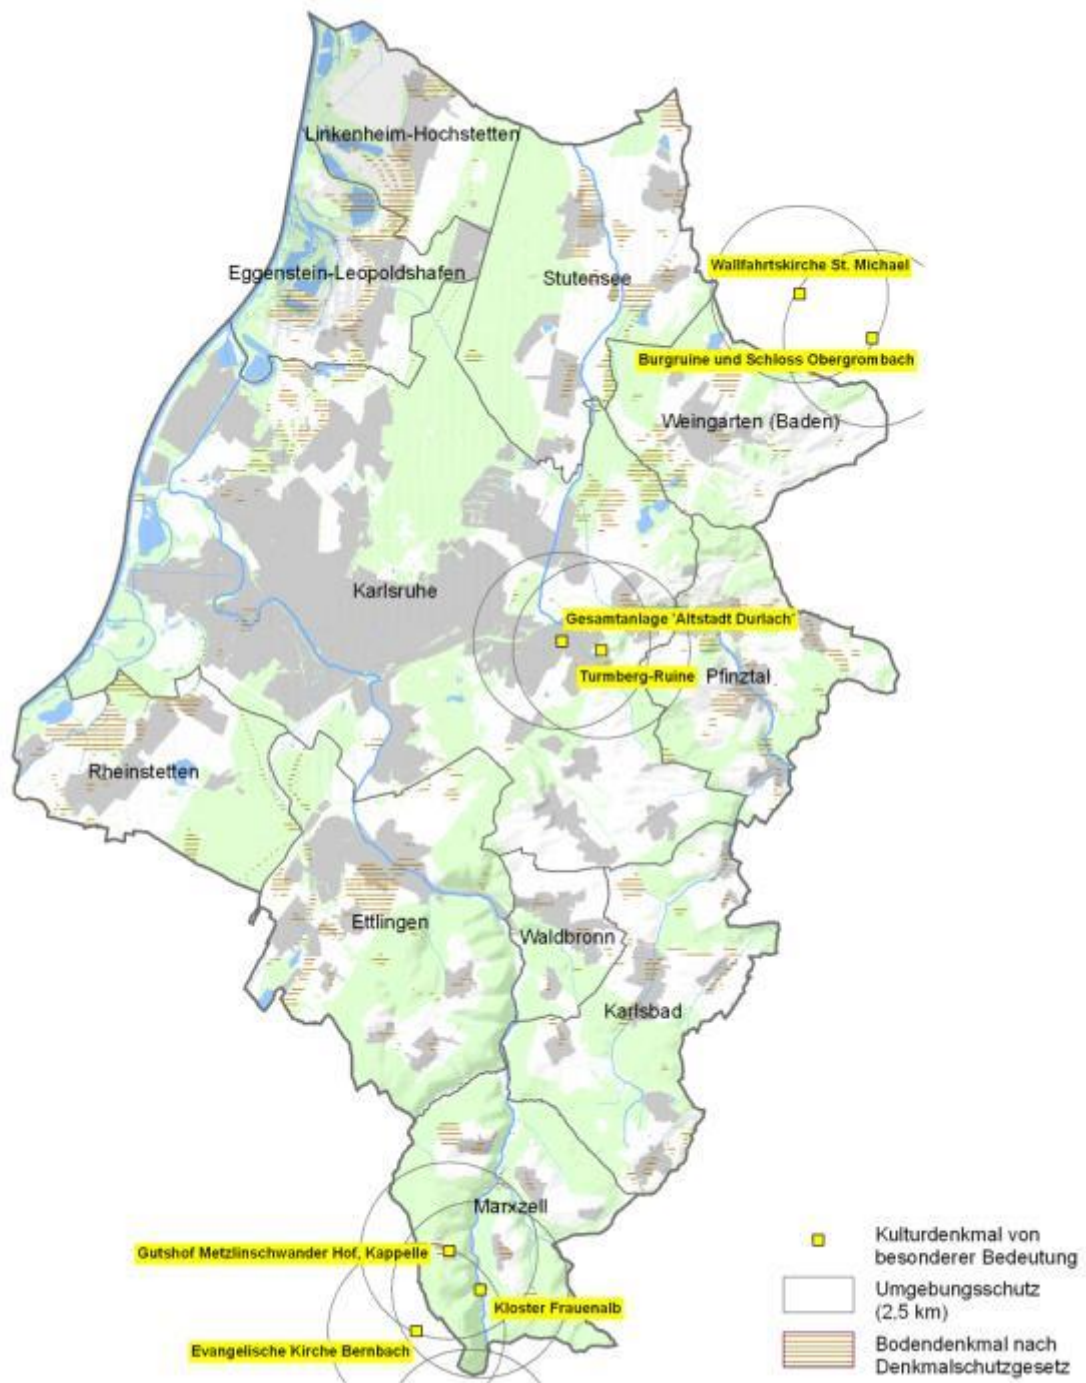 Linkenheim-Hochstetten
Wallfahrtskirche St. Michael
Eggenstein-Leopoldshafen
Stutensee
Burgruine und Schloss Obergrombach
Weingarten (Baden)
Karlsruhe
Gesamtanlage 'Altstadt Durlach'
Turmberg-Ruine
Pfinztal
Rheinstetten
Ettlingen
Waldbronn
Karlsbad
Marxzell
Gutshof Metzlinschwander Hof, Kappelle
Kloster Frauenalb
Evangelische Kirche Bernbach
Kulturdenkmal von
besonderer Bedeutung
Umgebungsschutz
(2,5 km)
Bodendenkmal nach
Denkmalschutzgesetz